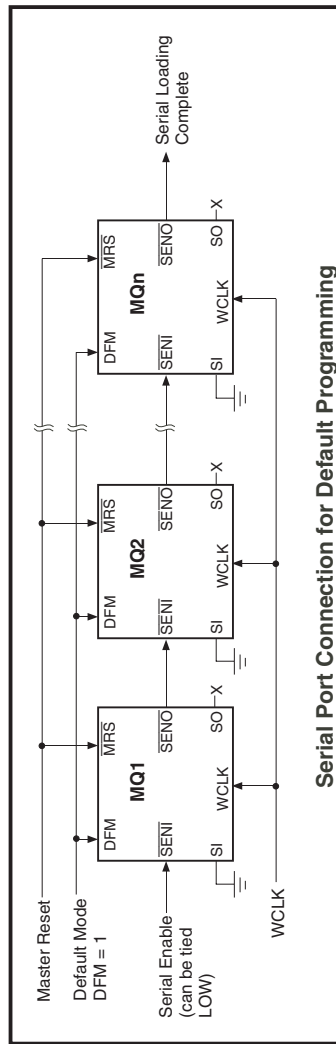 Master Reset
Default Mode
DFM = 1
Serial Enable
(can be tied
LOW)
DFM
MRS
MQ1
SENI
SENO
SI
WCLK
SO
X
DFM
MRS
MQ2
SENI
SENO
SI
WCLK
SO
X
DFM
MRS
MQn
SENI
SENO
SI
WCLK
SO
X
Serial Loading
Complete
WCLK
Serial Port Connection for Default Programming